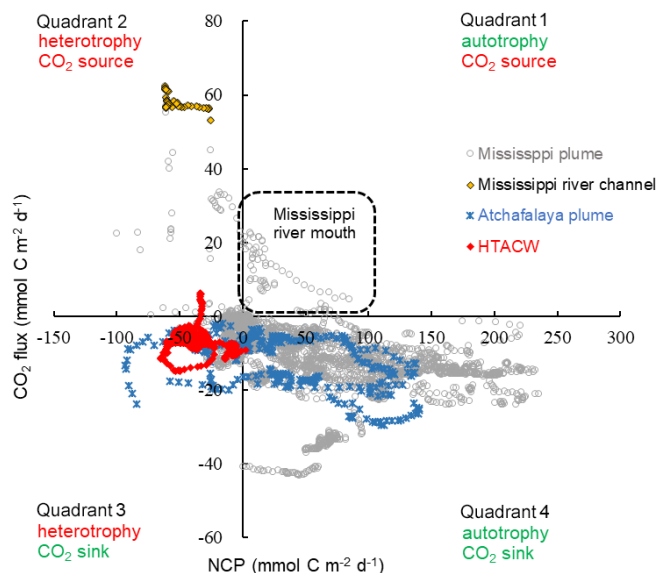 Quadrant 2
heterotrophy
CO₂ source
Quadrant 1
autotrophy
CO₂ source
80
60
40
20
0
-20
-40
-60
-150
-100
-50
0
50
100
150
200
250
300
CO₂ flux (mmol C m⁻² d⁻¹)
Mississippi
river mouth
Mississppi plume
Mississippi river channel
Atchafalaya plume
HTACW
Quadrant 3
heterotrophy
CO₂ sink
NCP (mmol C m⁻² d⁻¹)
Quadrant 4
autotrophy
CO₂ sink